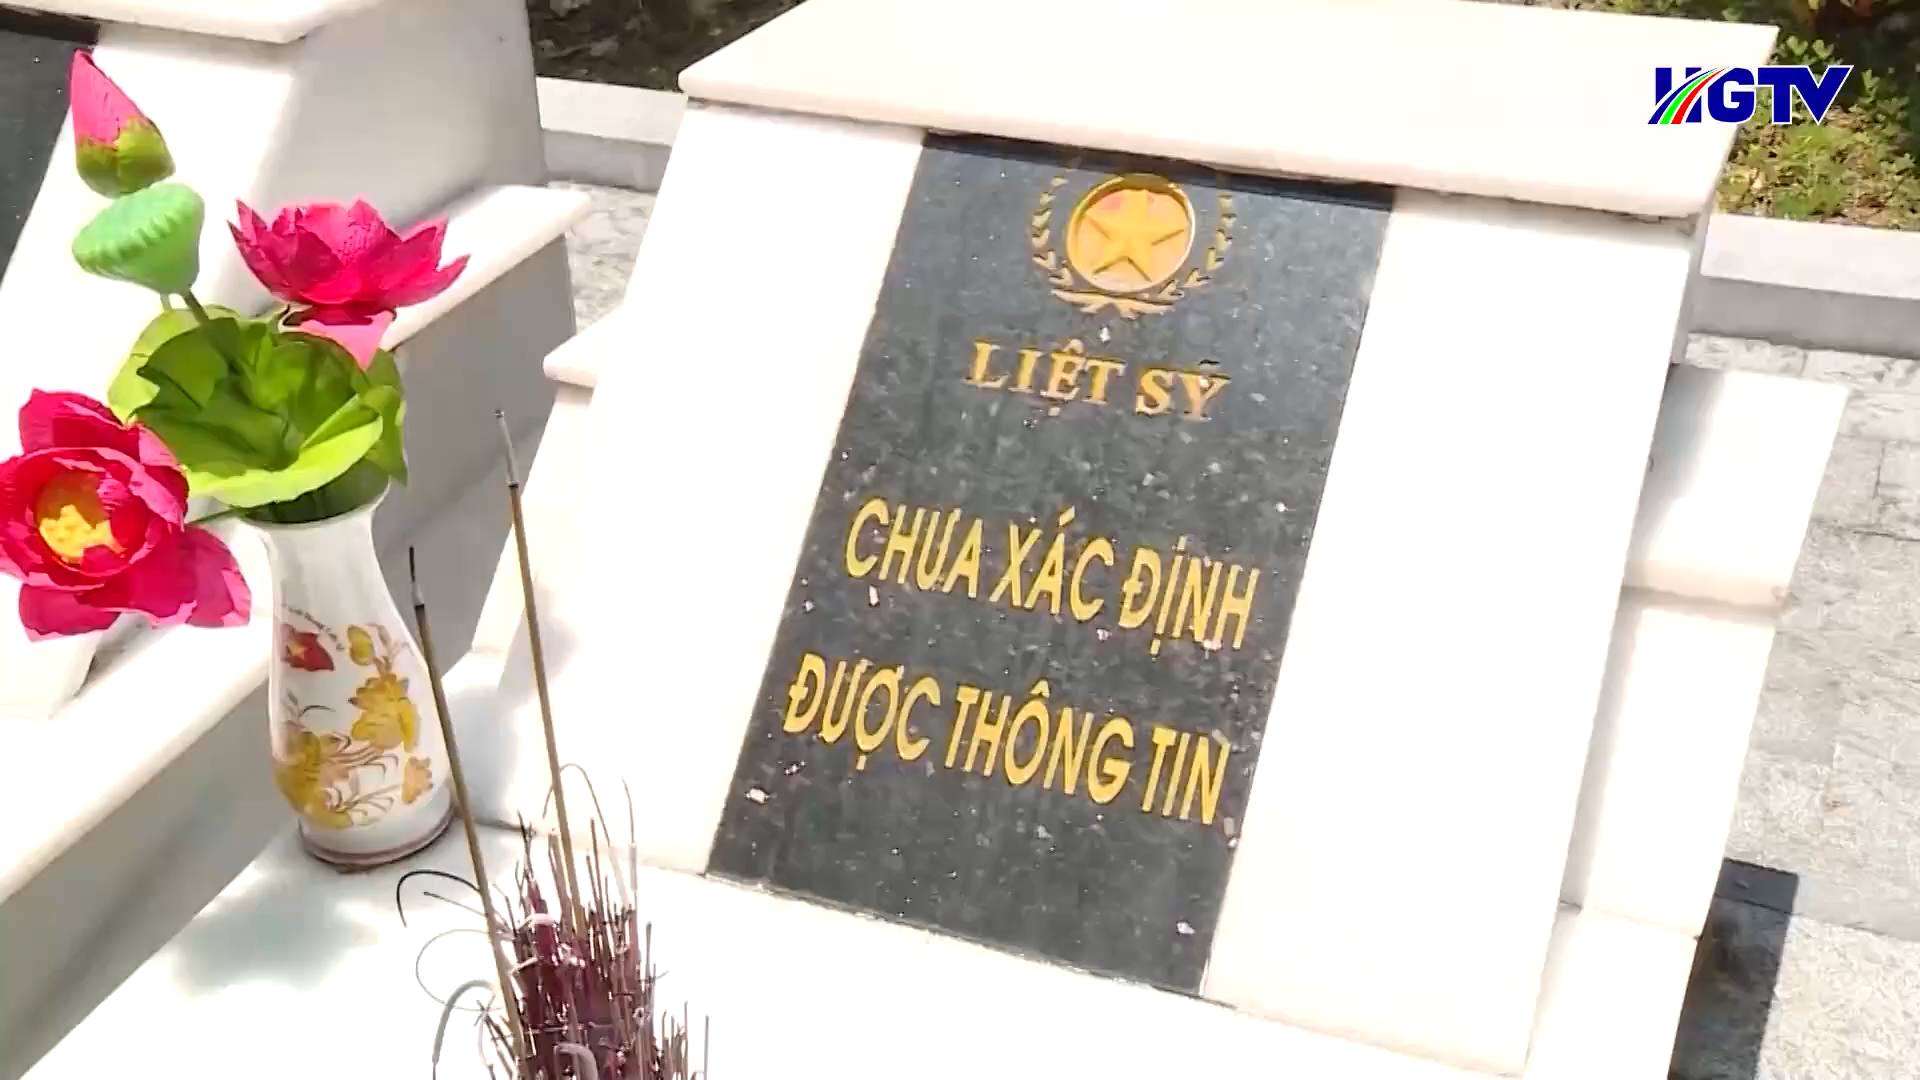 HGTV
LIỆT SỸ
CHƯA XÁC ĐỊNH
ĐƯỢC THÔNG TIN